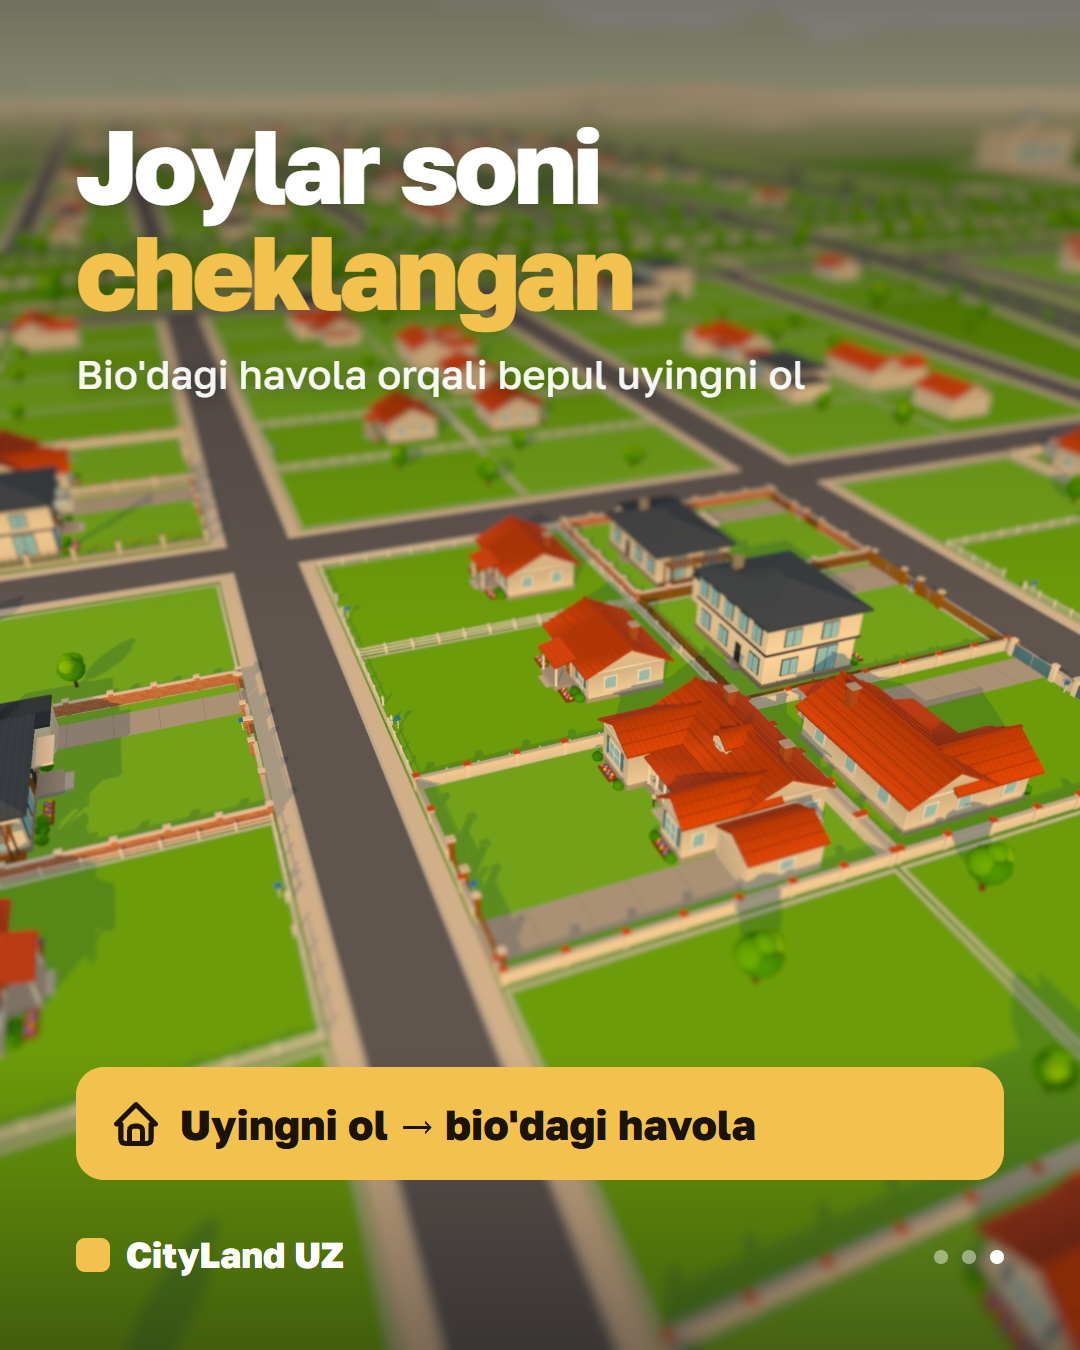 Joylar soni
cheklangan
Bio'dagi havola orqali bepul uyingni ol
Uyingni ol → bio'dagi havola
CityLand UZ